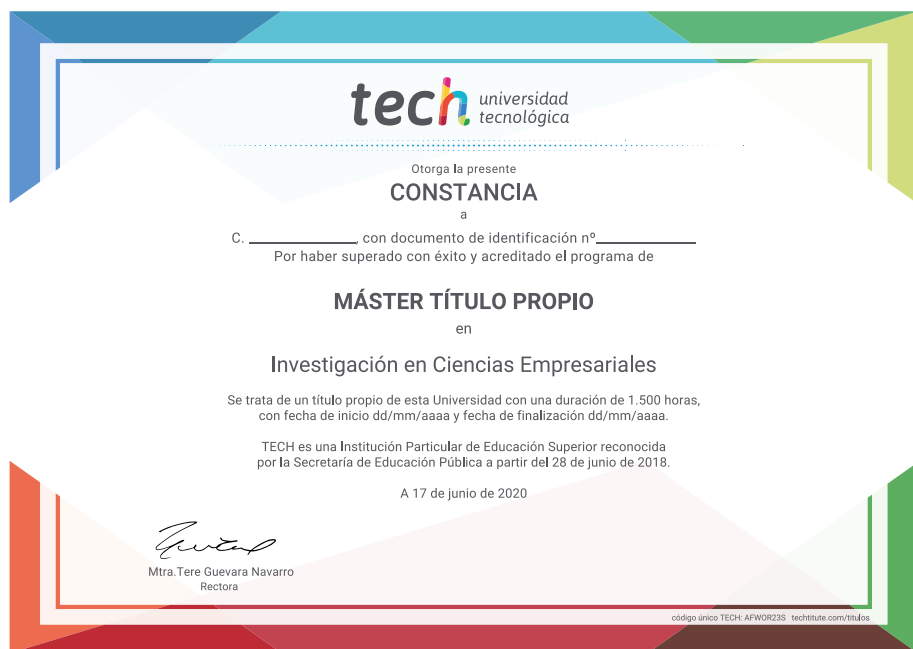 tech universidad
tecnológica
Otorga la presente
CONSTANCIA
a
C. ____________, con documento de identificación nº____________
Por haber superado con éxito y acreditado el programa de
MÁSTER TÍTULO PROPIO
en
Investigación en Ciencias Empresariales
Se trata de un título propio de esta Universidad con una duración de 1.500 horas,
con fecha de inicio dd/mm/aaaa y fecha de finalización dd/mm/aaaa.
TECH es una Institución Particular de Educación Superior reconocida
por la Secretaría de Educación Pública a partir del 28 de junio de 2018.
A 17 de junio de 2020
Mtra.Tere Guevara Navarro
Rectora
código único TECH: AFWOR23S techtitute.com/titulos